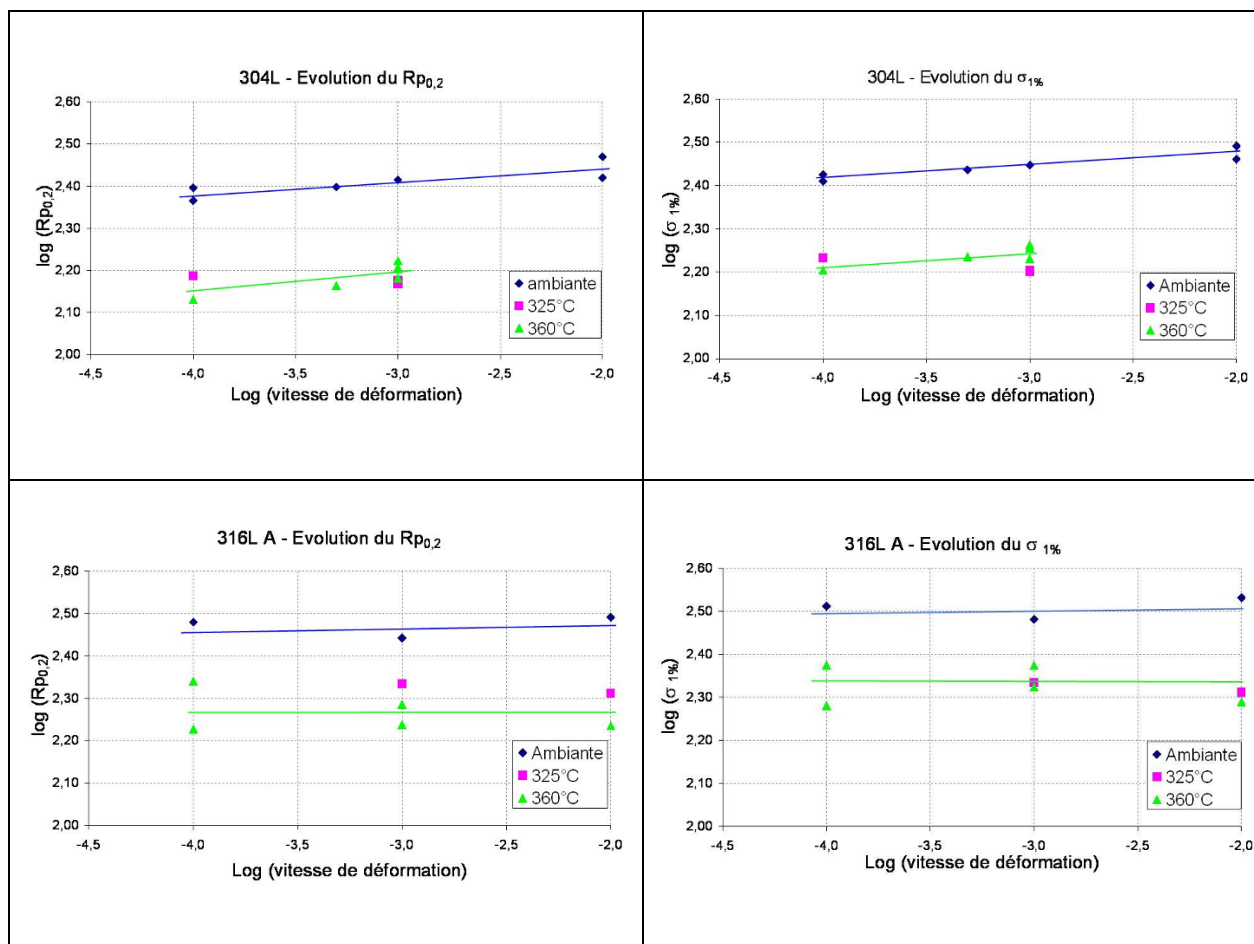 304L - Evolution du Rp0,2
2,60
2,50
2,40
2,30
2,20
2,10
2,00
log (Rp0,2)
-4,5 -4,0 -3,5 -3,0 -2,5 -2,0
Log (vitesse de déformation)
ambiante
325°C
360°C
304L - Evolution du σ1%
2,60
2,50
2,40
2,30
2,20
2,10
2,00
log (σ 1%)
-4,5 -4,0 -3,5 -3,0 -2,5 -2,0
Log (vitesse de déformation)
Ambiante
325°C
360°C
316L A - Evolution du Rp0,2
2,60
2,50
2,40
2,30
2,20
2,10
2,00
log (Rp0,2)
-4,5 -4,0 -3,5 -3,0 -2,5 -2,0
Log (vitesse de déformation)
Ambiante
325°C
360°C
316L A - Evolution du σ 1%
2,60
2,50
2,40
2,30
2,20
2,10
2,00
log (σ 1%)
-4,5 -4,0 -3,5 -3,0 -2,5 -2,0
Log (vitesse de déformation)
Ambiante
325°C
360°C